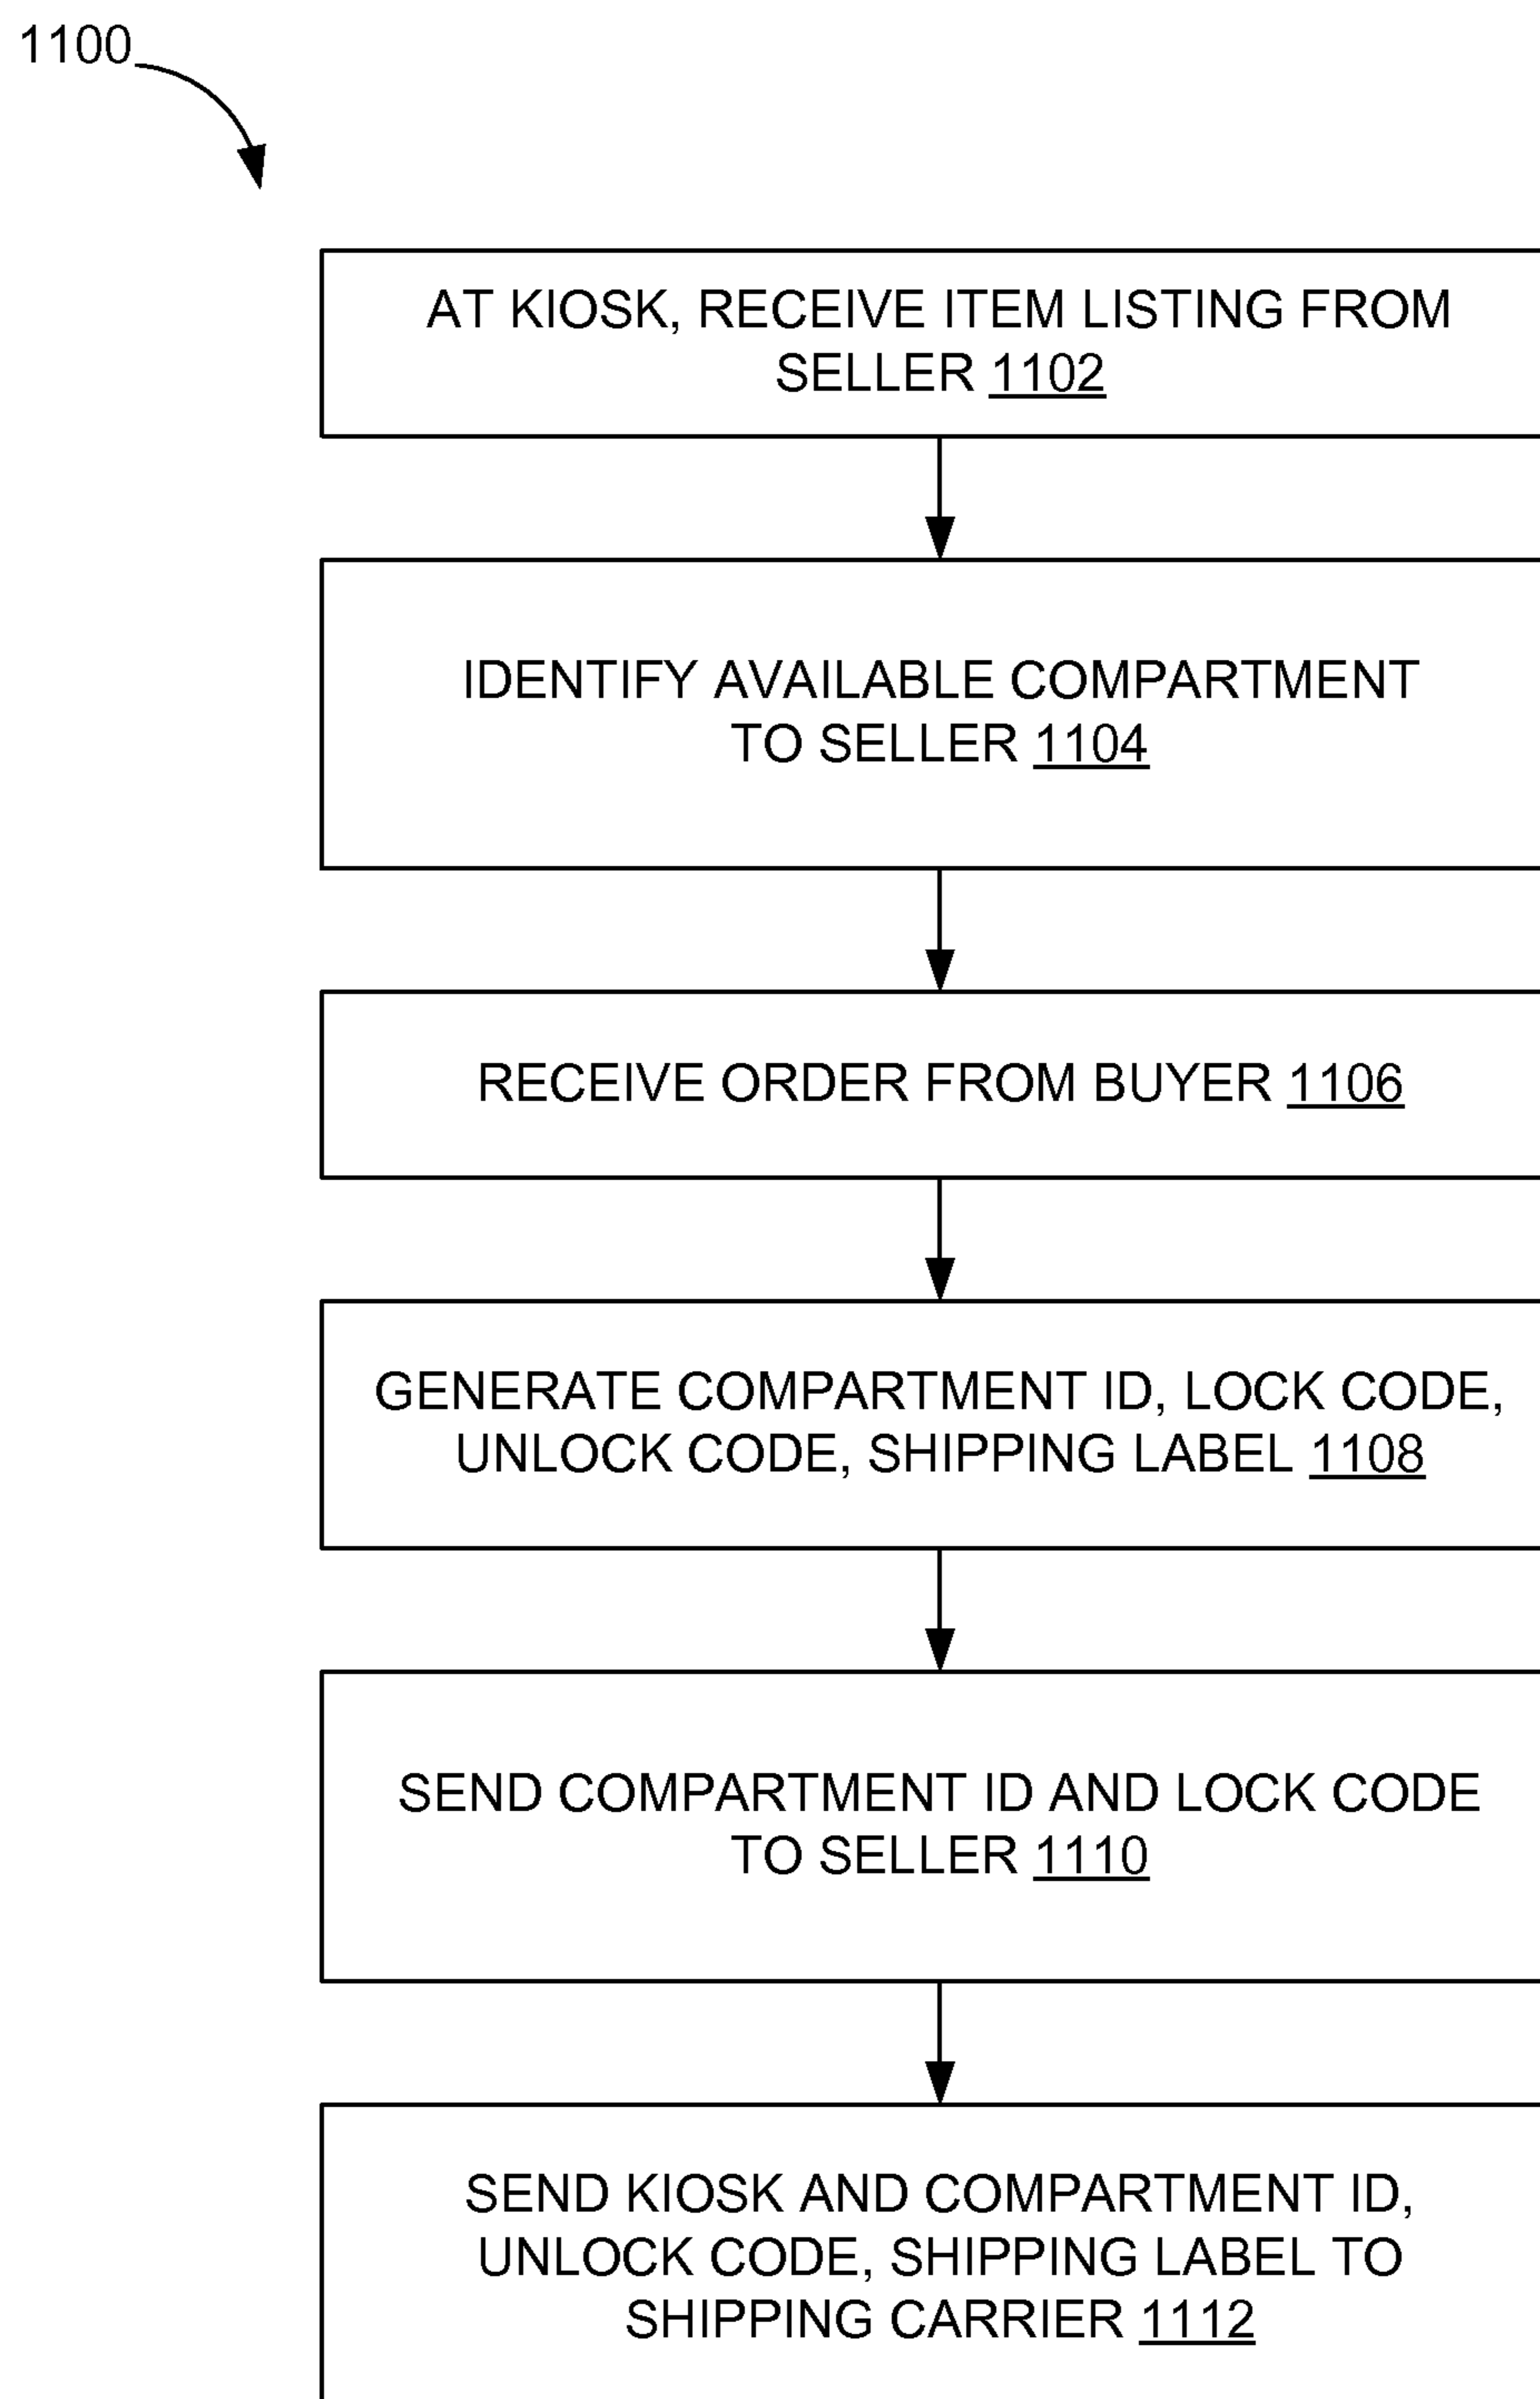 1100
AT KIOSK, RECEIVE ITEM LISTING FROM
SELLER 1102
IDENTIFY AVAILABLE COMPARTMENT
TO SELLER 1104
RECEIVE ORDER FROM BUYER 1106
GENERATE COMPARTMENT ID, LOCK CODE,
UNLOCK CODE, SHIPPING LABEL 1108
SEND COMPARTMENT ID AND LOCK CODE
TO SELLER 1110
SEND KIOSK AND COMPARTMENT ID,
UNLOCK CODE, SHIPPING LABEL TO
SHIPPING CARRIER 1112